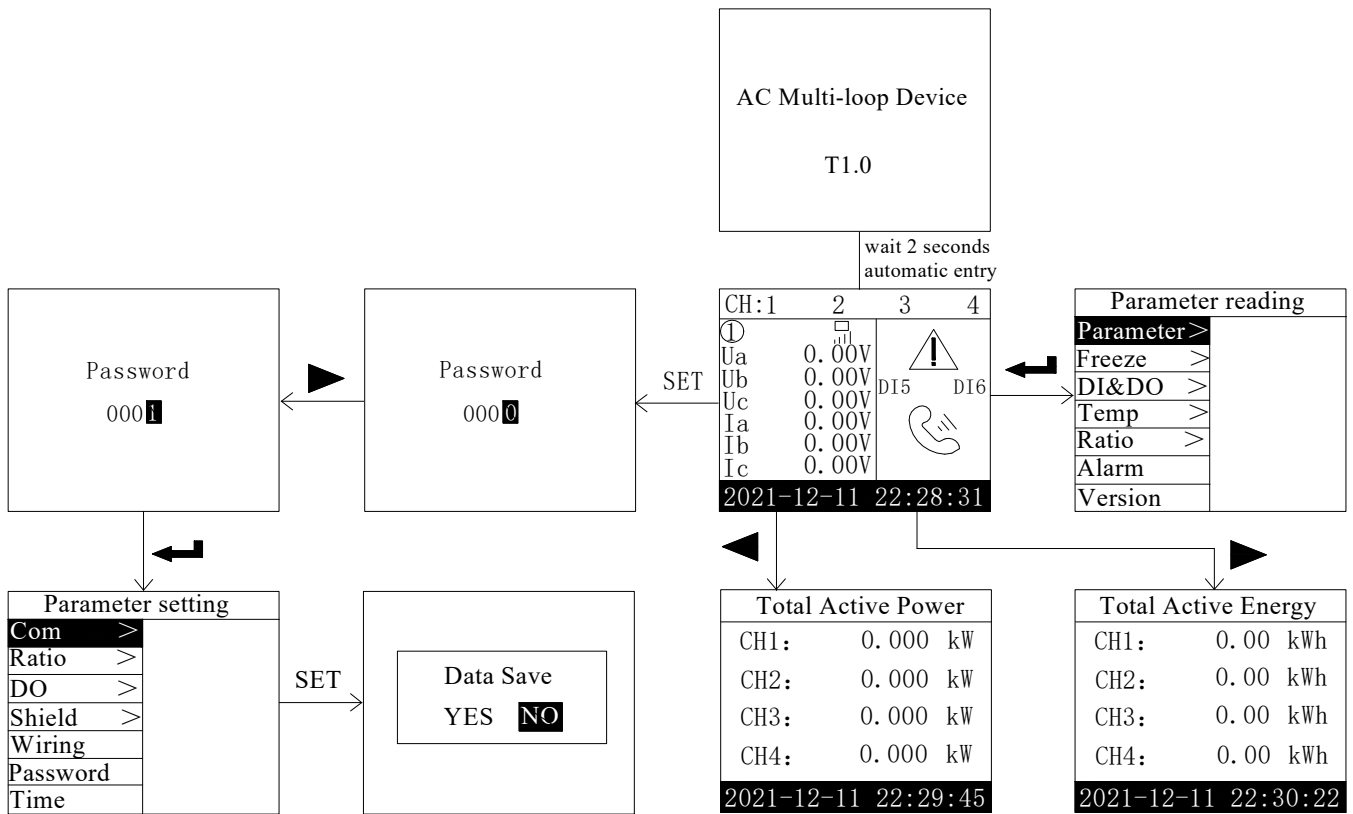 AC Multi-loop Device
T1.0
wait 2 seconds
automatic entry
Password
0001
Password
0000
SET
CH:1 2 3 4
①
Ua 0.00V
Ub 0.00V
Uc 0.00V
Ia 0.00V
Ib 0.00V
Ic 0.00V
DI5 DI6
2021-12-11 22:28:31
Parameter reading
Parameter >
Freeze >
DI&DO >
Temp >
Ratio >
Alarm
Version
Parameter setting
Com >
Ratio >
DO >
Shield >
Wiring
Password
Time
SET
Data Save
YES NO
Total Active Power
CH1: 0.000 kW
CH2: 0.000 kW
CH3: 0.000 kW
CH4: 0.000 kW
2021-12-11 22:29:45
Total Active Energy
CH1: 0.00 kWh
CH2: 0.00 kWh
CH3: 0.00 kWh
CH4: 0.00 kWh
2021-12-11 22:30:22